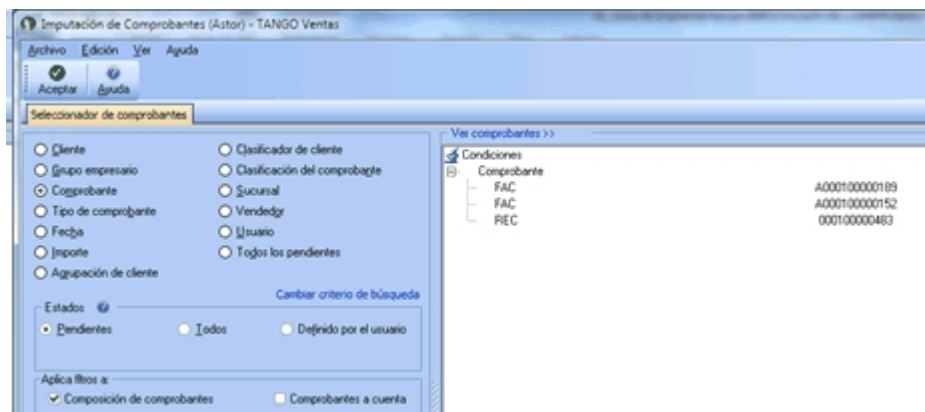 Imputación de Comprobantes (Astor) - TANGO Ventas
Archivo Edición Ver Ayuda
Aceptar Ayuda
Seleccionador de comprobantes
Cliente
Grupo empresario
Comprobante
Tipo de comprobante
Fecha
Importe
Agrupación de cliente
Clasificador de cliente
Clasificación del comprobante
Sucursal
Vendedor
Usuario
Todos los pendientes
Cambiar criterio de búsqueda
Estados
Pendientes Todos Definido por el usuario
Aplica filtros a:
Composición de comprobantes Comprobantes a cuenta
Ver comprobantes >>
Condiciones
Comprobante
FAC A000100000189
FAC A000100000152
REC 000100000483